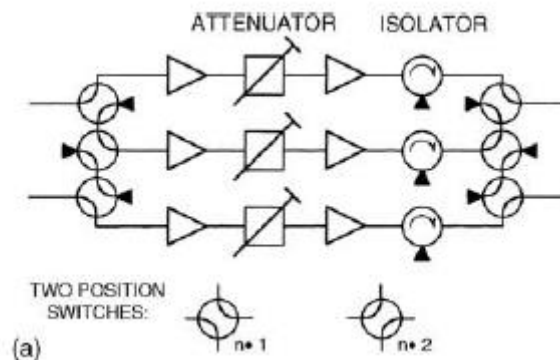 ATTENUATOR ISOLATOR
TWO POSITION
SWITCHES:
n• 1 n• 2
(a)